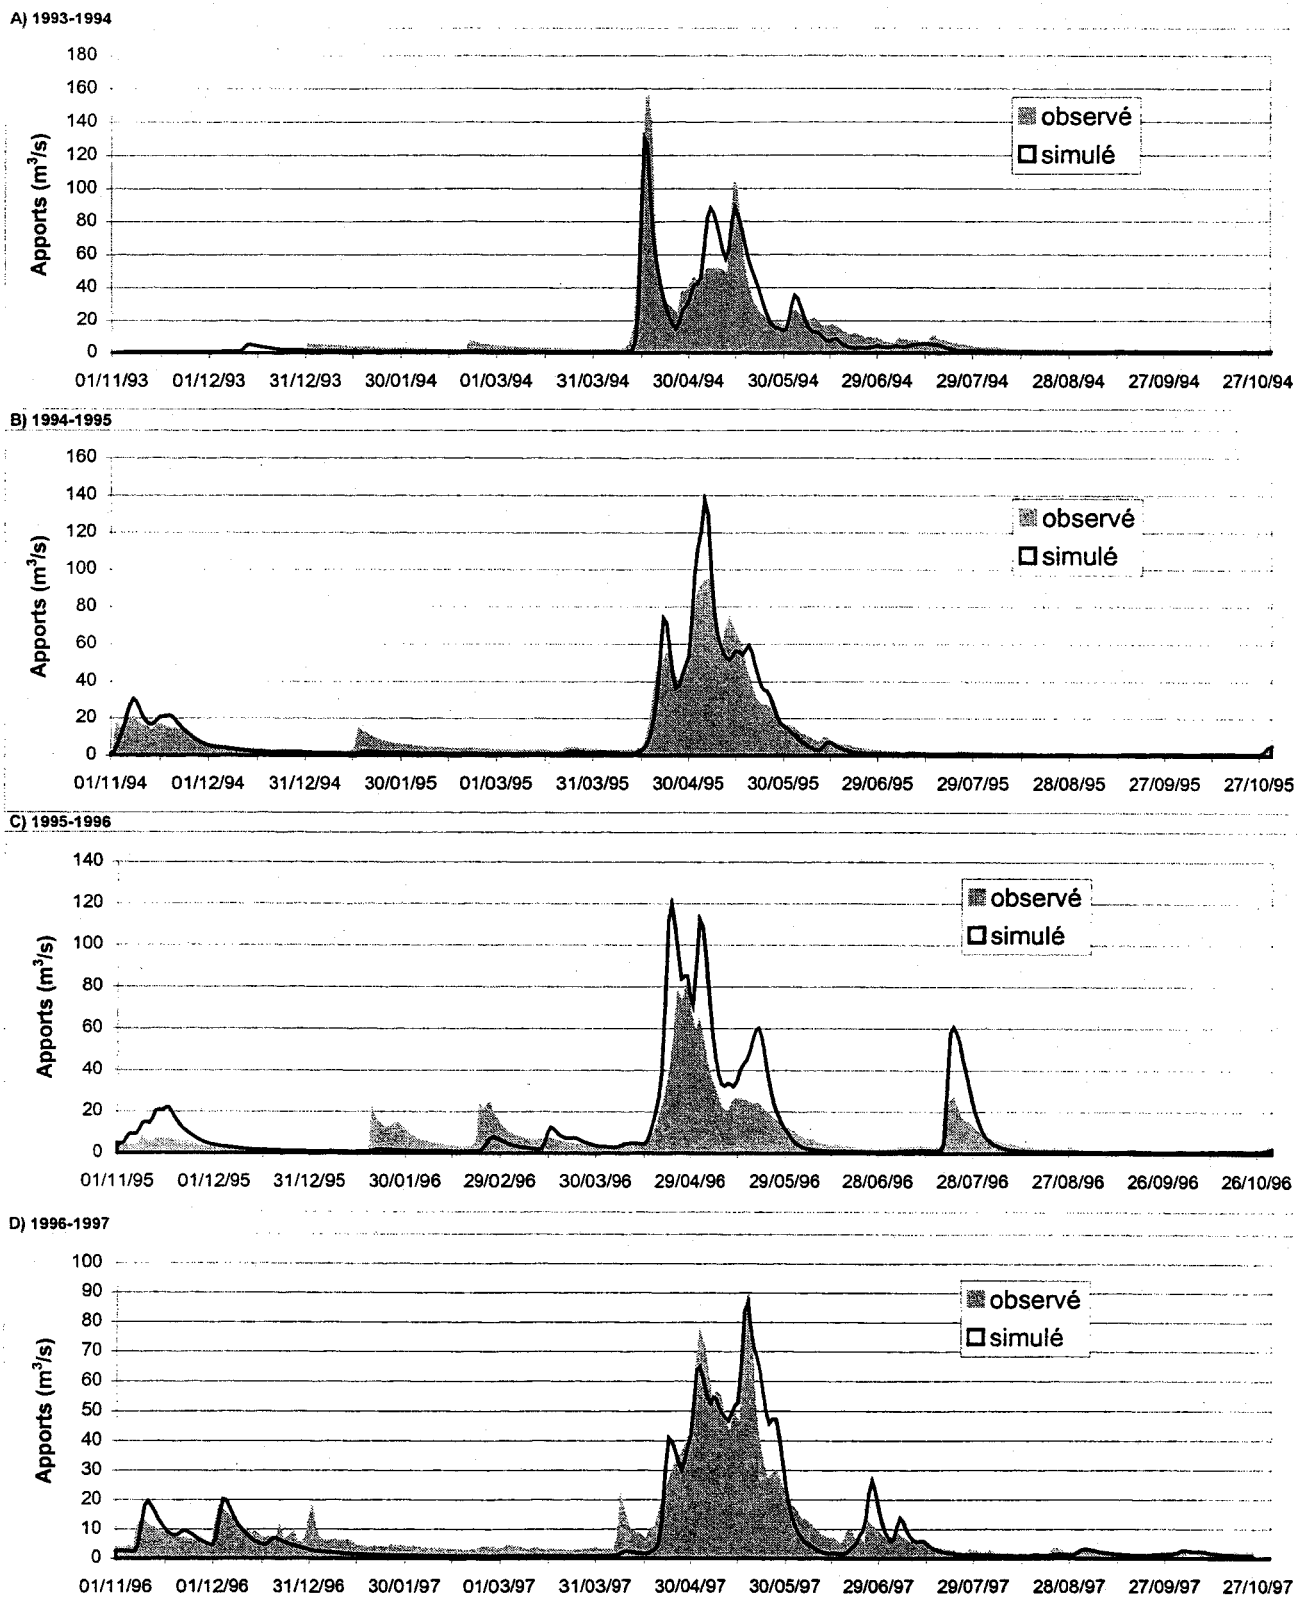 A) 1993-1994
180
160
140
120
100
80
60
40
20
0
Apports (m³/s)
observé
simulé
01/11/93 01/12/93 31/12/93 30/01/94 01/03/94 31/03/94 30/04/94 30/05/94 29/06/94 29/07/94 28/08/94 27/09/94 27/10/94
B) 1994-1995
160
140
120
100
80
60
40
20
0
Apports (m³/s)
observé
simulé
01/11/94 01/12/94 31/12/94 30/01/95 01/03/95 31/03/95 30/04/95 30/05/95 29/06/95 29/07/95 28/08/95 27/09/95 27/10/95
C) 1995-1996
140
120
100
80
60
40
20
0
Apports (m³/s)
observé
simulé
01/11/95 01/12/95 31/12/95 30/01/96 29/02/96 30/03/96 29/04/96 29/05/96 28/06/96 28/07/96 27/08/96 26/09/96 26/10/96
D) 1996-1997
100
90
80
70
60
50
40
30
20
10
0
Apports (m³/s)
observé
simulé
01/11/96 01/12/96 31/12/96 30/01/97 01/03/97 31/03/97 30/04/97 30/05/97 29/06/97 29/07/97 28/08/97 27/09/97 27/10/97